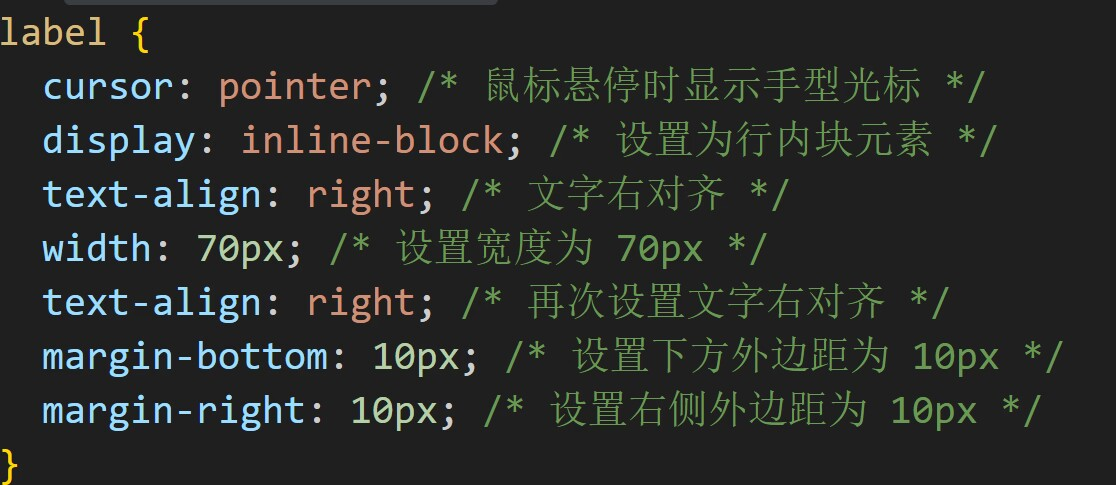 label {
cursor: pointer; /* 鼠标悬停时显示手型光标 */
display: inline-block; /* 设置为行内块元素 */
text-align: right; /* 文字右对齐 */
width: 70px; /* 设置宽度为 70px */
text-align: right; /* 再次设置文字右对齐 */
margin-bottom: 10px; /* 设置下方外边距为 10px */
margin-right: 10px; /* 设置右侧外边距为 10px */
}